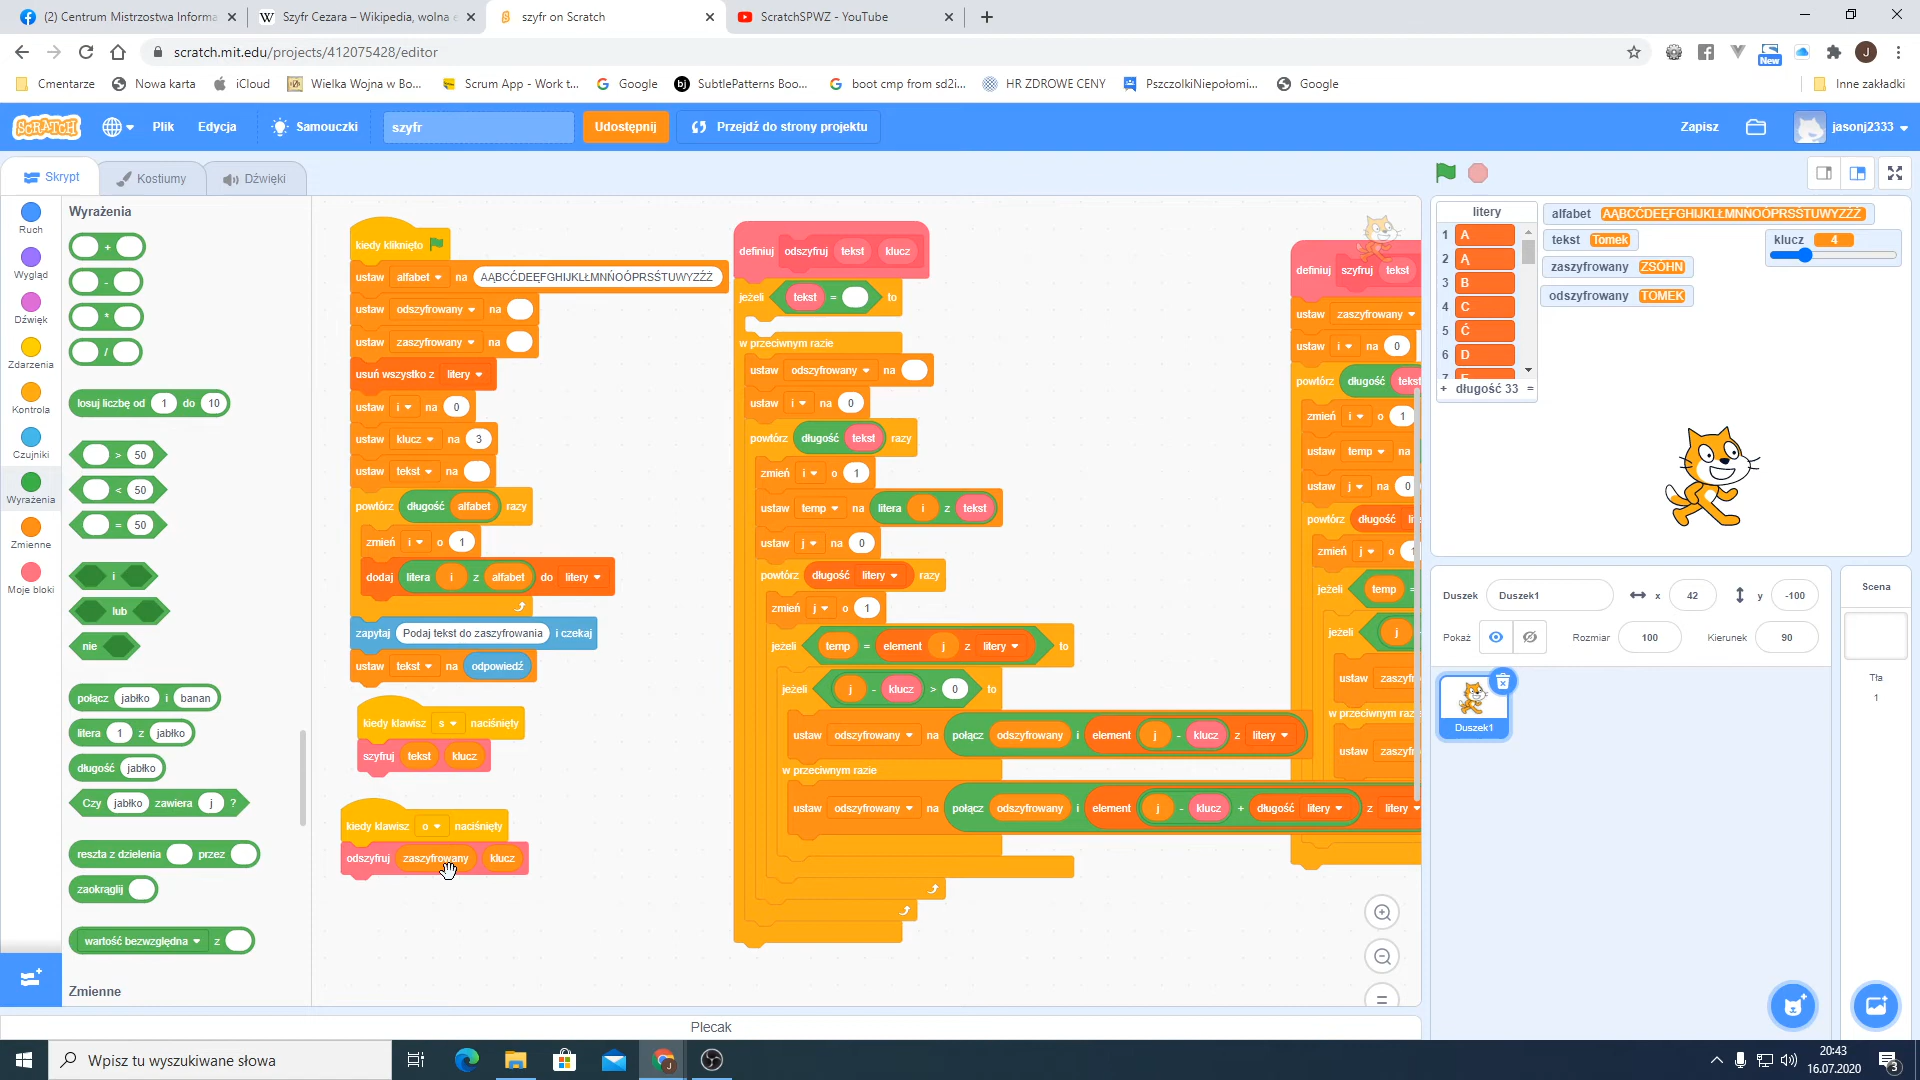 (2) Centrum Mistrzostwa Informa
Szyfr Cezara – Wikipedia, wolna e
szyfr on Scratch
ScratchSPWZ - YouTube
scratch.mit.edu/projects/412075428/editor
J
New
Cmentarze
Nowa karta
iCloud
Wielka Wojna w Bo...
Scrum App - Work t...
Google
SubtlePatterns Boo...
boot cmp from sd2i...
HR ZDROWE CENY
PszczolkiNiepołomi...
Google
Inne zakładki
SCRATCH
Plik
Edycja
Samouczki
szyfr
Udostępnij
Przejdź do strony projektu
Zapisz
jasonj2333
Skrypt
Kostiumy
Dźwięki
Ruch
Wygląd
Dźwięk
Zdarzenia
Kontrola
Czujniki
Wyrażenia
Zmienne
Moje bloki
Wyrażenia
+
-
*
/
losuj liczbę od 1 do 10
> 50
< 50
= 50
i
lub
nie
połącz jabłko i banan
litera 1 z jabłko
długość jabłko
Czy jabłko zawiera j ?
reszta z dzielenia przez
zaokrąglij
wartość bezwzględna z
Zmienne
kiedy kliknięto
ustaw alfabet na AĄBCĆDEĘFGHIJKLŁMNŃOÓPRSŚTUWYZŹŻ
ustaw odszyfrowany na
ustaw zaszyfrowany na
usuń wszystko z litery
ustaw i na 0
ustaw klucz na 3
ustaw tekst na
powtórz długość alfabet razy
zmień i o 1
dodaj litera i z alfabet do litery
zapytaj Podaj tekst do zaszyfrowania i czekaj
ustaw tekst na odpowiedź
kiedy klawisz s naciśnięty
szyfruj tekst klucz
kiedy klawisz o naciśnięty
odszyfruj zaszyfrowany klucz
definiuj odszyfruj tekst klucz
jeżeli tekst = to
w przeciwnym razie
ustaw odszyfrowany na
ustaw i na 0
powtórz długość tekst razy
zmień i o 1
ustaw temp na litera i z tekst
ustaw j na 0
powtórz długość litery razy
zmień j o 1
jeżeli temp = element j z litery to
jeżeli j - klucz > 0 to
ustaw odszyfrowany na połącz odszyfrowany i element j - klucz z litery
w przeciwnym razie
ustaw odszyfrowany na połącz odszyfrowany i element j - klucz + długość litery z litery
definiuj szyfruj tekst
ustaw zaszyfrowany
ustaw i na 0
powtórz długość tekst
zmień i o 1
ustaw temp na
ustaw j na 0
powtórz długość
zmień j o
jeżeli temp =
jeżeli j
ustaw
w przeciwnym razie
ustaw
Plecak
litery
1 A
2 Ą
3 B
4 C
5 Ć
6 D
7
+ długość 33 =
alfabet AĄBCĆDEĘFGHIJKLŁMNŃOÓPRSŚTUWYZŹŻ
tekst Tomek
klucz 4
zaszyfrowany ZSÓHN
odszyfrowany TOMEK
Duszek Duszek1 x 42 y -100
Pokaż Rozmiar 100 Kierunek 90
Duszek1
Scena
Tła
1
Wpisz tu wyszukiwane słowa
20:43
16.07.2020
3